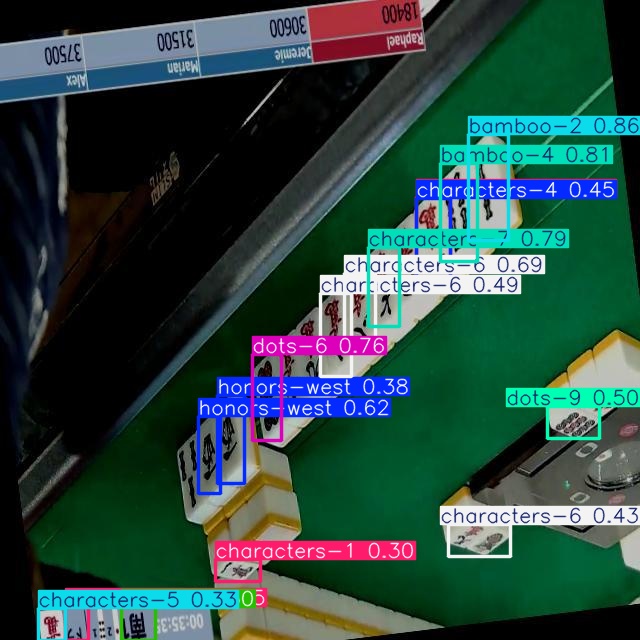 18400
30600
31500
37500
Raphael
Deremie
Marian
Alex
bamboo-2 0.86
bamboo-4 0.81
characters-4 0.45
characters-7 0.79
characters-6 0.69
characters-6 0.49
dots-6 0.76
honors-west 0.38
honors-west 0.62
dots-9 0.50
characters-6 0.43
characters-1 0.30
characters-5 0.33